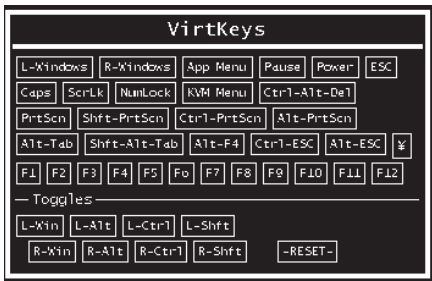 VirtKeys
L-Windows R-Windows App Menu Pause Power ESC
Caps ScrLk NumLock KVM Menu Ctrl-Alt-Del
PrtScn Shft-PrtScn Ctrl-PrtScn Alt-PrtScn
Alt-Tab Shft-Alt-Tab Alt-F4 Ctrl-ESC Alt-ESC ¥
F1 F2 F3 F4 F5 F6 F7 F8 F9 F10 F11 F12
Toggles
L-Win L-Alt L-Ctrl L-Shft
R-Win R-Alt R-Ctrl R-Shft -RESET-